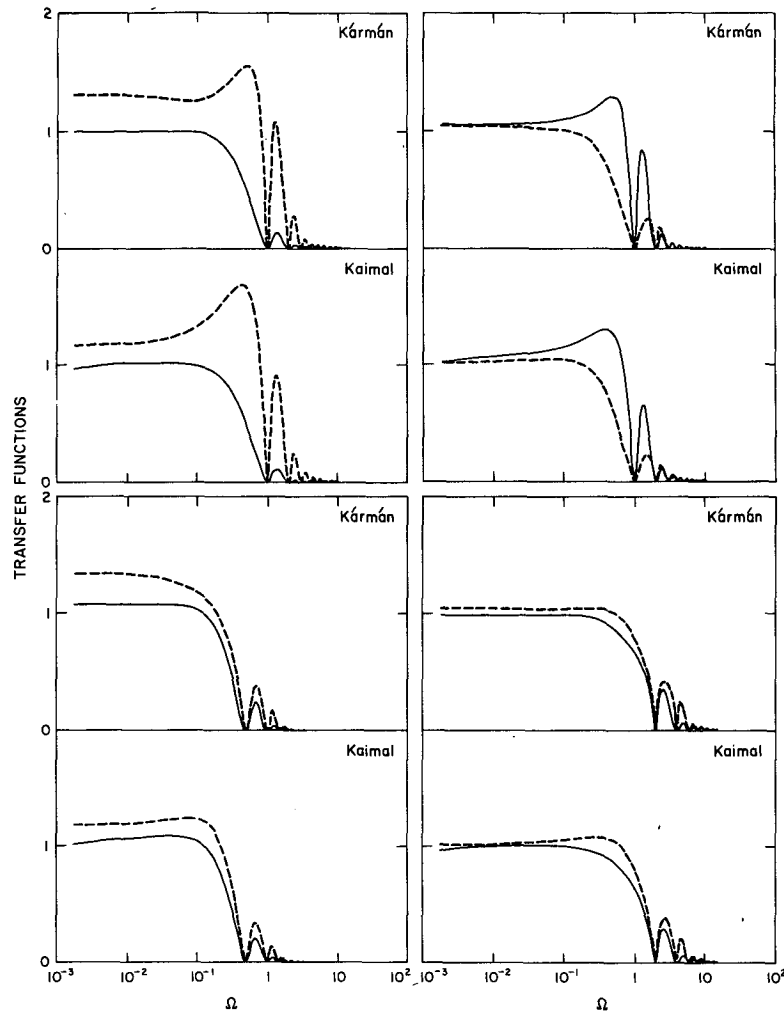 2
Kármán
Kármán
1
0
Kaimal
Kaimal
1
0
TRANSFER FUNCTIONS
2
Kármán
Kármán
1
0
Kaimal
Kaimal
1
0
10⁻³ 10⁻² 10⁻¹ 1 10 10² 10⁻³ 10⁻² 10⁻¹ 1 10 10²
Ω Ω